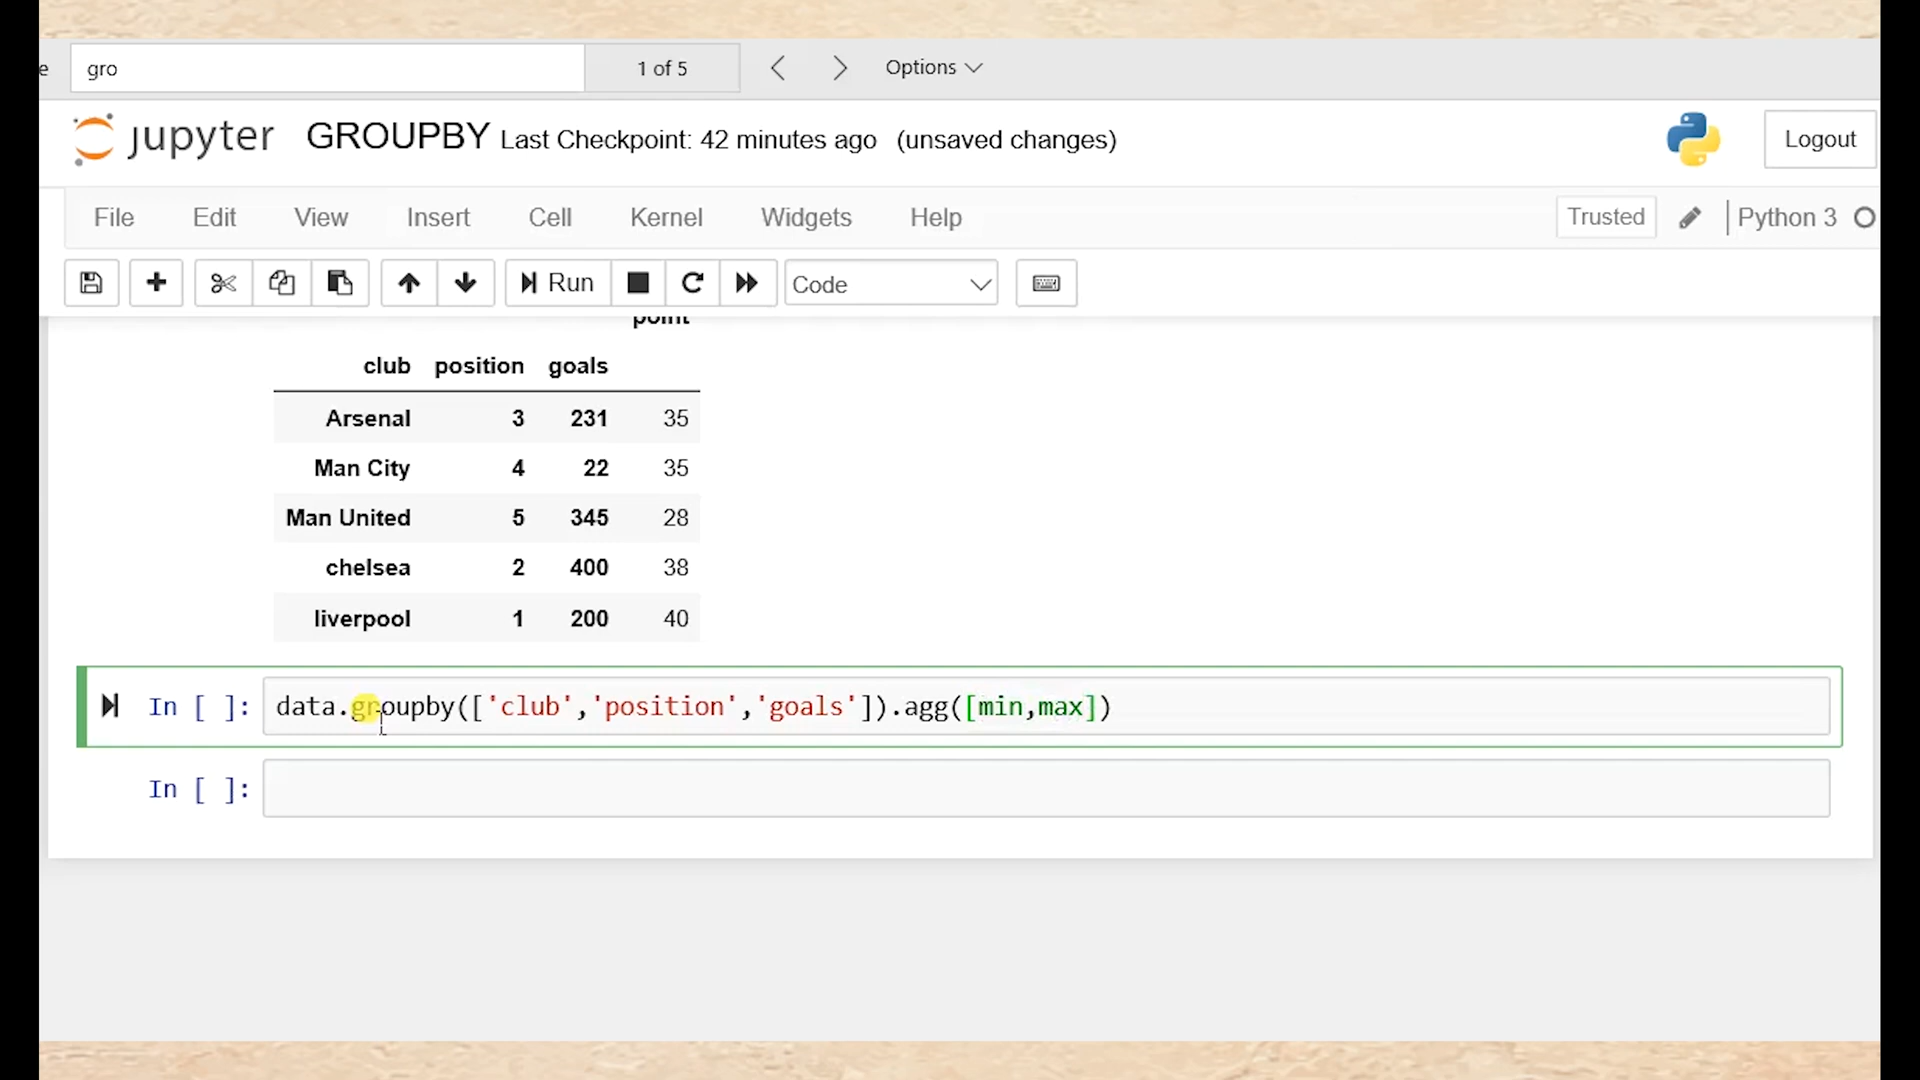 e gro 1 of 5 Options
jupyter GROUPBY Last Checkpoint: 42 minutes ago (unsaved changes) Logout
File Edit View Insert Cell Kernel Widgets Help Trusted Python 3
Run Code
point
club position goals
Arsenal 3 231 35
Man City 4 22 35
Man United 5 345 28
chelsea 2 400 38
liverpool 1 200 40
In [ ]: data.groupby(['club','position','goals']).agg([min,max])
In [ ]: